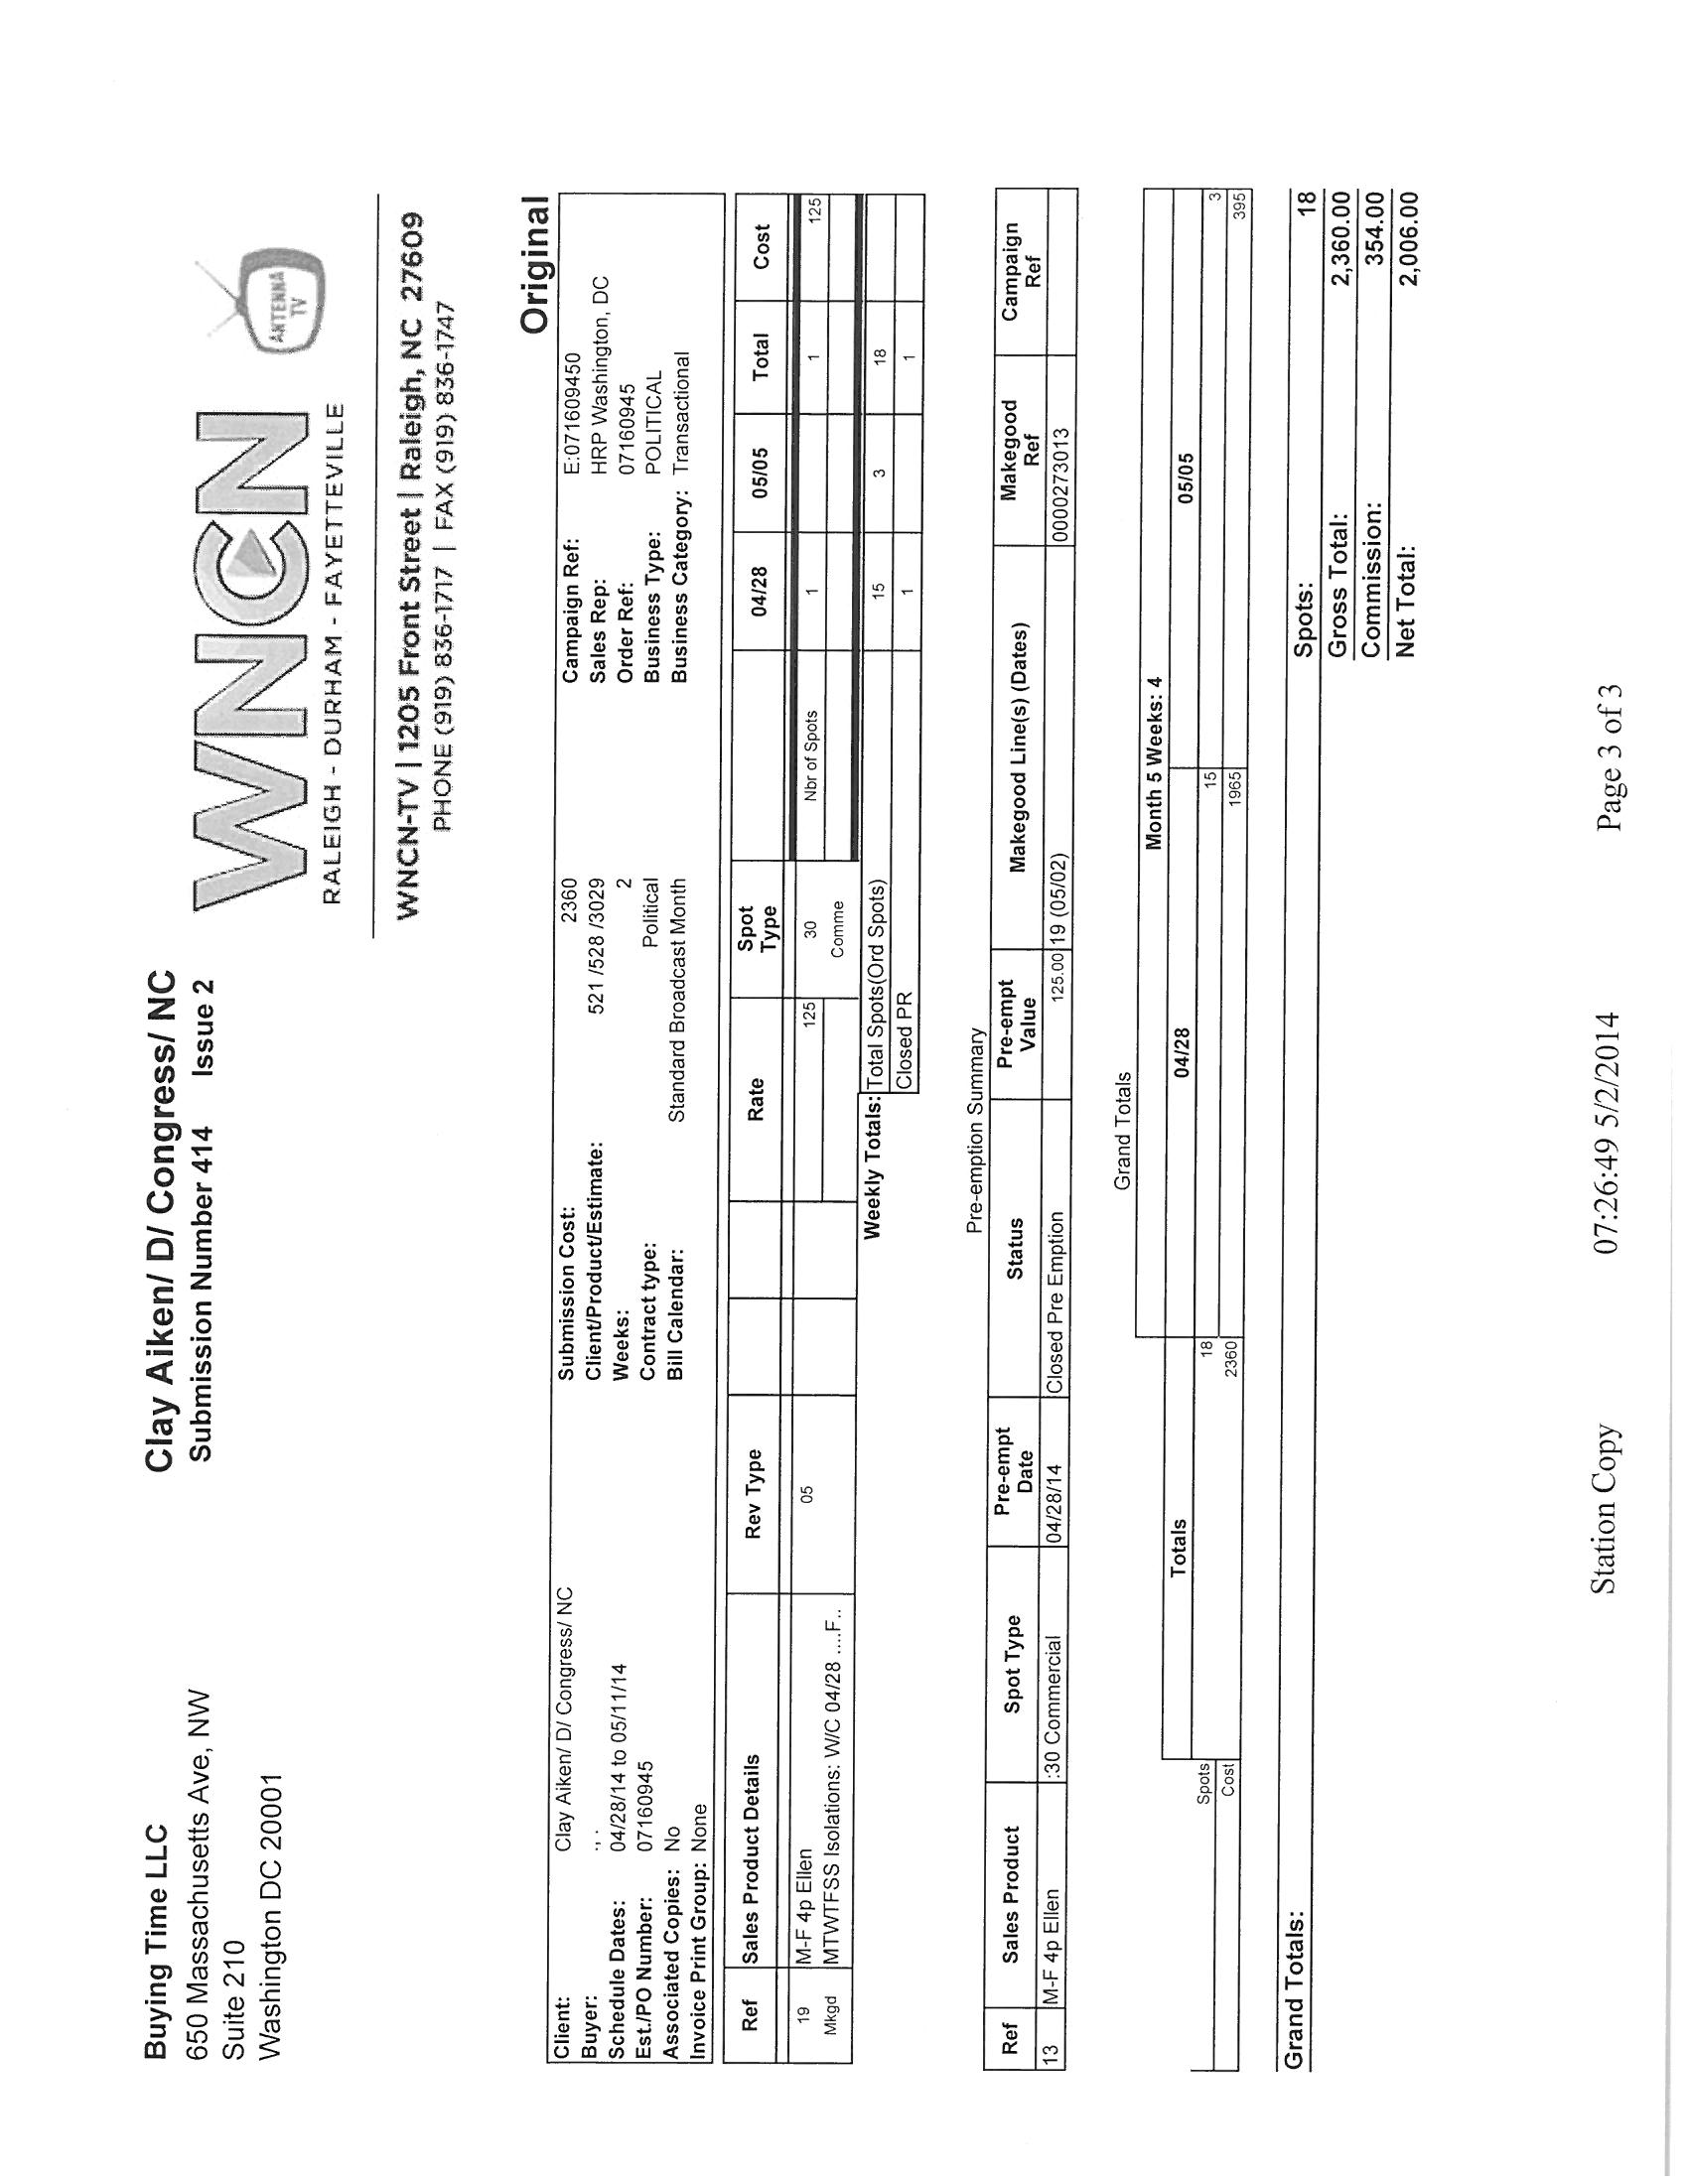 Buying Time LLC
650 Massachusetts Ave, NW
Suite 210
Washington DC 20001
Clay Aiken/ D/ Congress/ NC
Submission Number 414 Issue 2
WNCN
RALEIGH - DURHAM - FAYETTEVILLE
ANTENNA
TV
WNCN-TV | 1205 Front Street | Raleigh, NC 27609
PHONE (919) 836-1717 | FAX (919) 836-1747
Original
Client: Clay Aiken/ D/ Congress/ NC Submission Cost: 2360 Campaign Ref: E:071609450
Buyer: ., . Client/Product/Estimate: 521 /528 /3029 Sales Rep: HRP Washington, DC
Schedule Dates: 04/28/14 to 05/11/14 Weeks: 2 Order Ref: 07160945
Est./PO Number: 07160945 Contract type: Political Business Type: POLITICAL
Associated Copies: No Bill Calendar: Standard Broadcast Month Business Category: Transactional
Invoice Print Group: None
Ref Sales Product Details Rev Type Rate Spot Type 04/28 05/05 Total Cost
19 M-F 4p Ellen 05 125 30 Nbr of Spots 1 1 125
Mkgd MTWTFSS Isolations: W/C 04/28 ....F.. Comme
Weekly Totals: Total Spots(Ord Spots) 15 3 18
Closed PR 1 1
Pre-emption Summary
Ref Sales Product Spot Type Pre-empt Date Status Pre-empt Value Makegood Line(s) (Dates) Makegood Ref Campaign Ref
13 M-F 4p Ellen :30 Commercial 04/28/14 Closed Pre Emption 125.00 19 (05/02) 0000273013
Grand Totals
Month 5 Weeks: 4
Totals 04/28 05/05
Spots 18 15 3
Cost 2360 1965 395
Grand Totals: Spots: 18
Gross Total: 2,360.00
Commission: 354.00
Net Total: 2,006.00
Station Copy 07:26:49 5/2/2014 Page 3 of 3